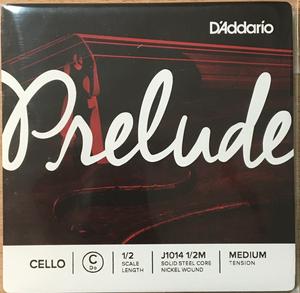 D'Addario
Prelude
CELLO
C
Do
1/2
SCALE
LENGTH
J1014 1/2M
SOLID STEEL CORE
NICKEL WOUND
MEDIUM
TENSION